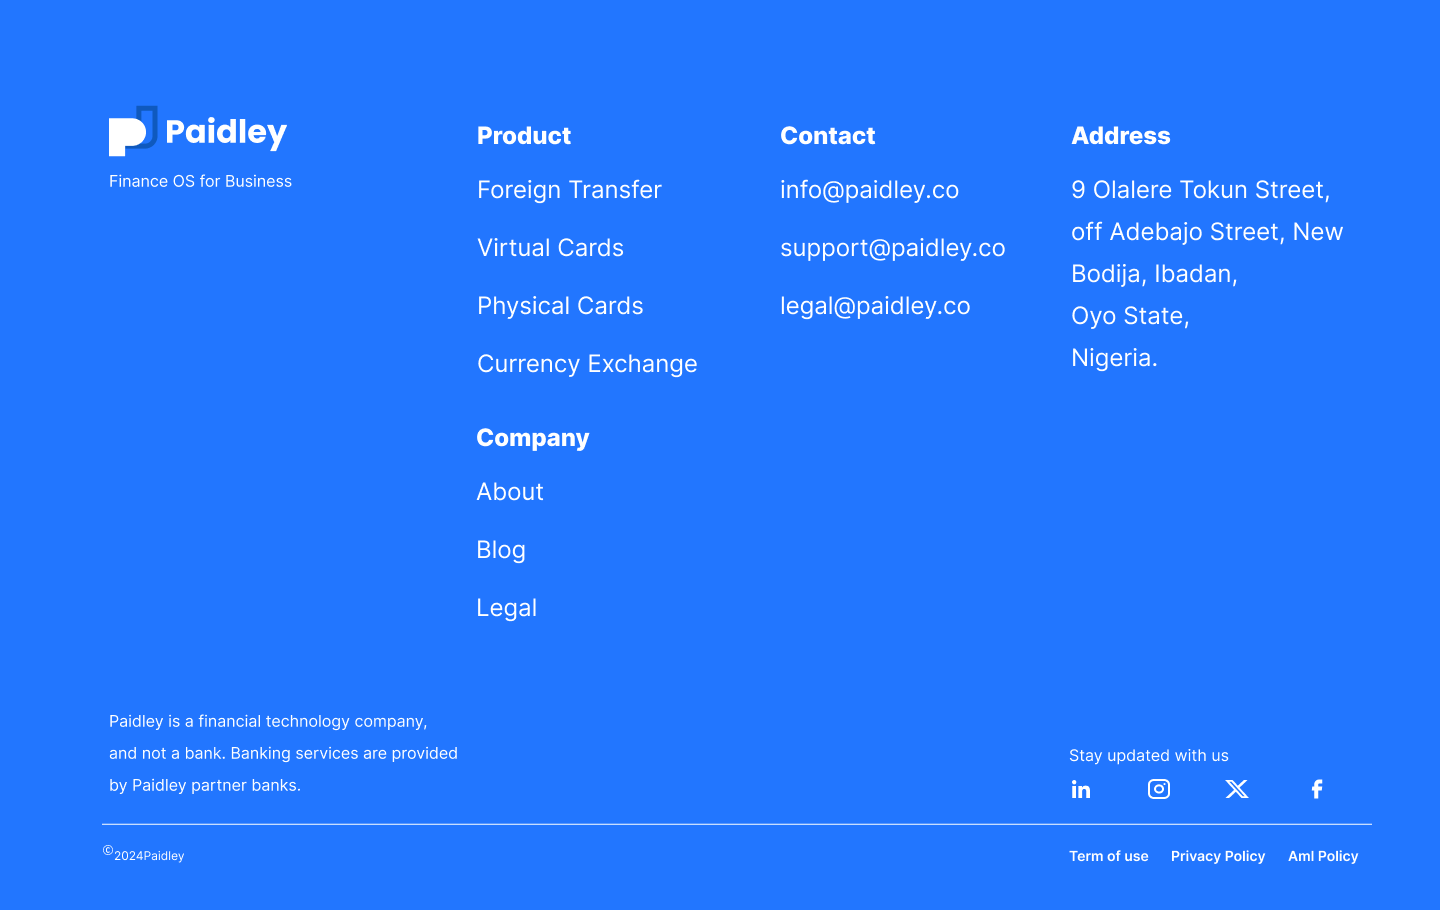 Paidley
Finance OS for Business
Product
Foreign Transfer
Virtual Cards
Physical Cards
Currency Exchange
Company
About
Blog
Legal
Contact
info@paidley.co
support@paidley.co
legal@paidley.co
Address
9 Olalere Tokun Street,
off Adebajo Street, New
Bodija, Ibadan,
Oyo State,
Nigeria.
Paidley is a financial technology company,
and not a bank. Banking services are provided
by Paidley partner banks.
Stay updated with us
©2024Paidley
Term of use Privacy Policy Aml Policy